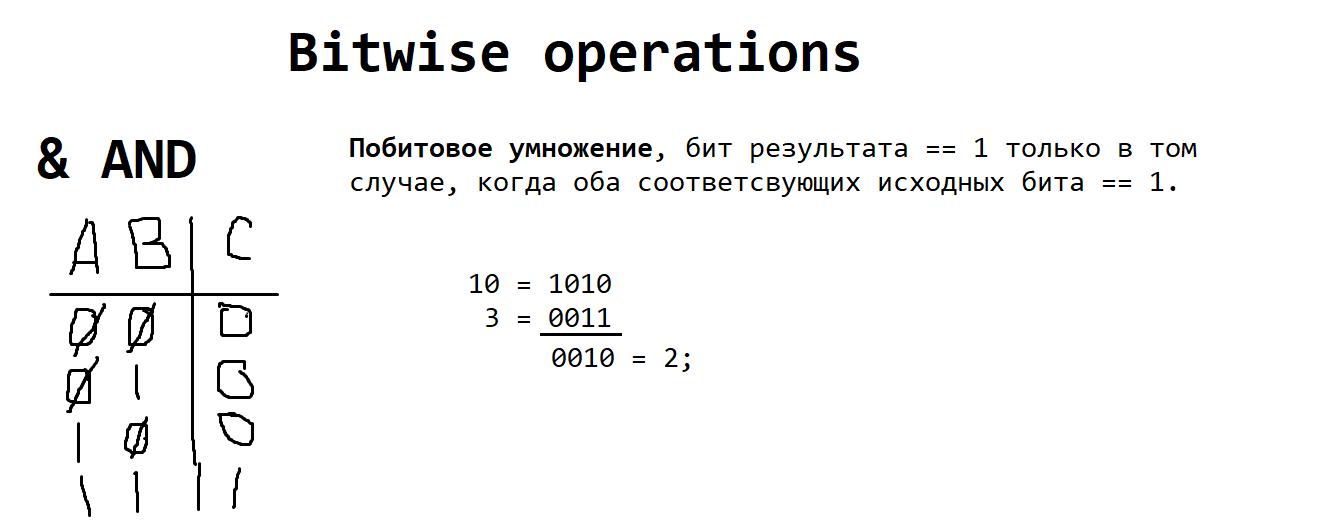 Bitwise operations
& AND
Побитовое умножение, бит результата == 1 только в том
случае, когда оба соответсвующих исходных бита == 1.
A B | C
0 0 | 0
0 1 | 0
1 0 | 0
1 1 | 1
10 = 1010
3 = 0011
0010 = 2;